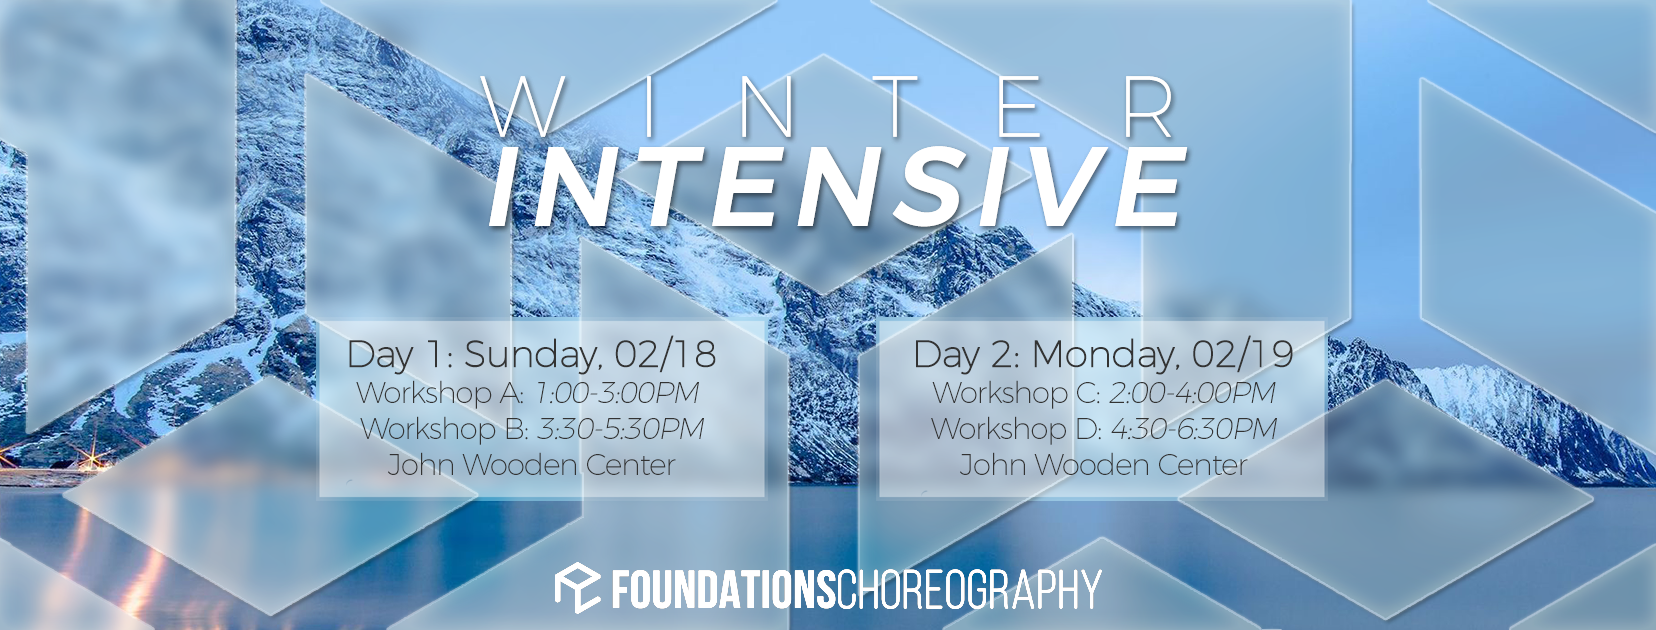 WINTER
INTENSIVE
Day 1: Sunday, 02/18
Workshop A: 1:00-3:00PM
Workshop B: 3:30-5:30PM
John Wooden Center
Day 2: Monday, 02/19
Workshop C: 2:00-4:00PM
Workshop D: 4:30-6:30PM
John Wooden Center
FOUNDATIONSCHOREOGRAPHY